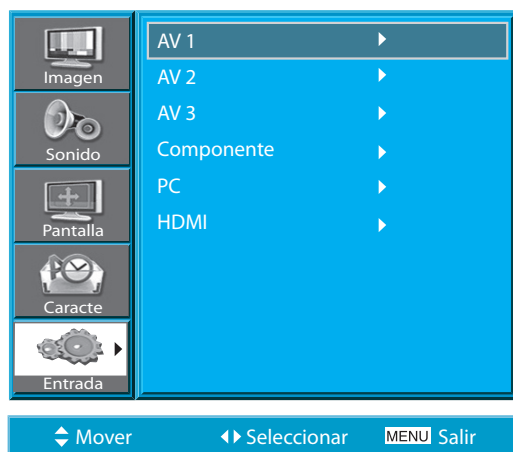 Imagen
Sonido
Pantalla
Caracte
Entrada
AV 1
AV 2
AV 3
Componente
PC
HDMI
Mover Seleccionar MENU Salir